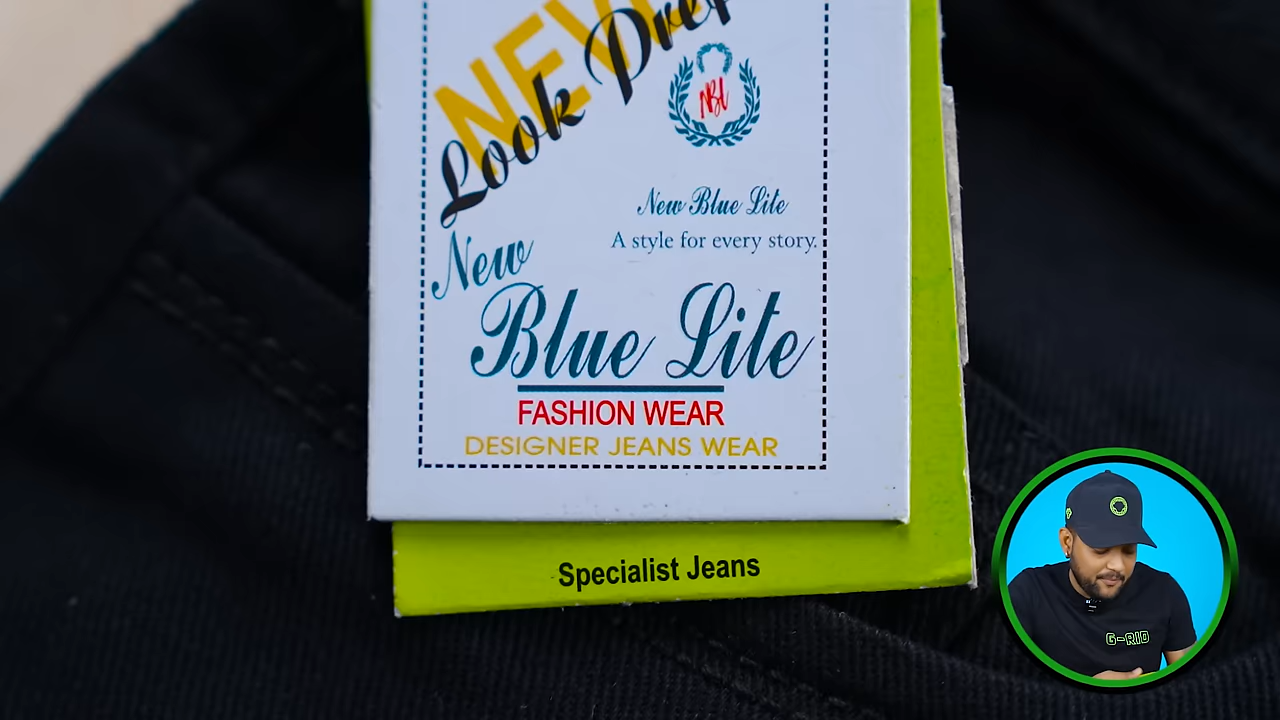 NEW
Look Prer
NBL
New Blue Lite
A style for every story.
New
Blue Lite
FASHION WEAR
DESIGNER JEANS WEAR
Specialist Jeans
G-RID